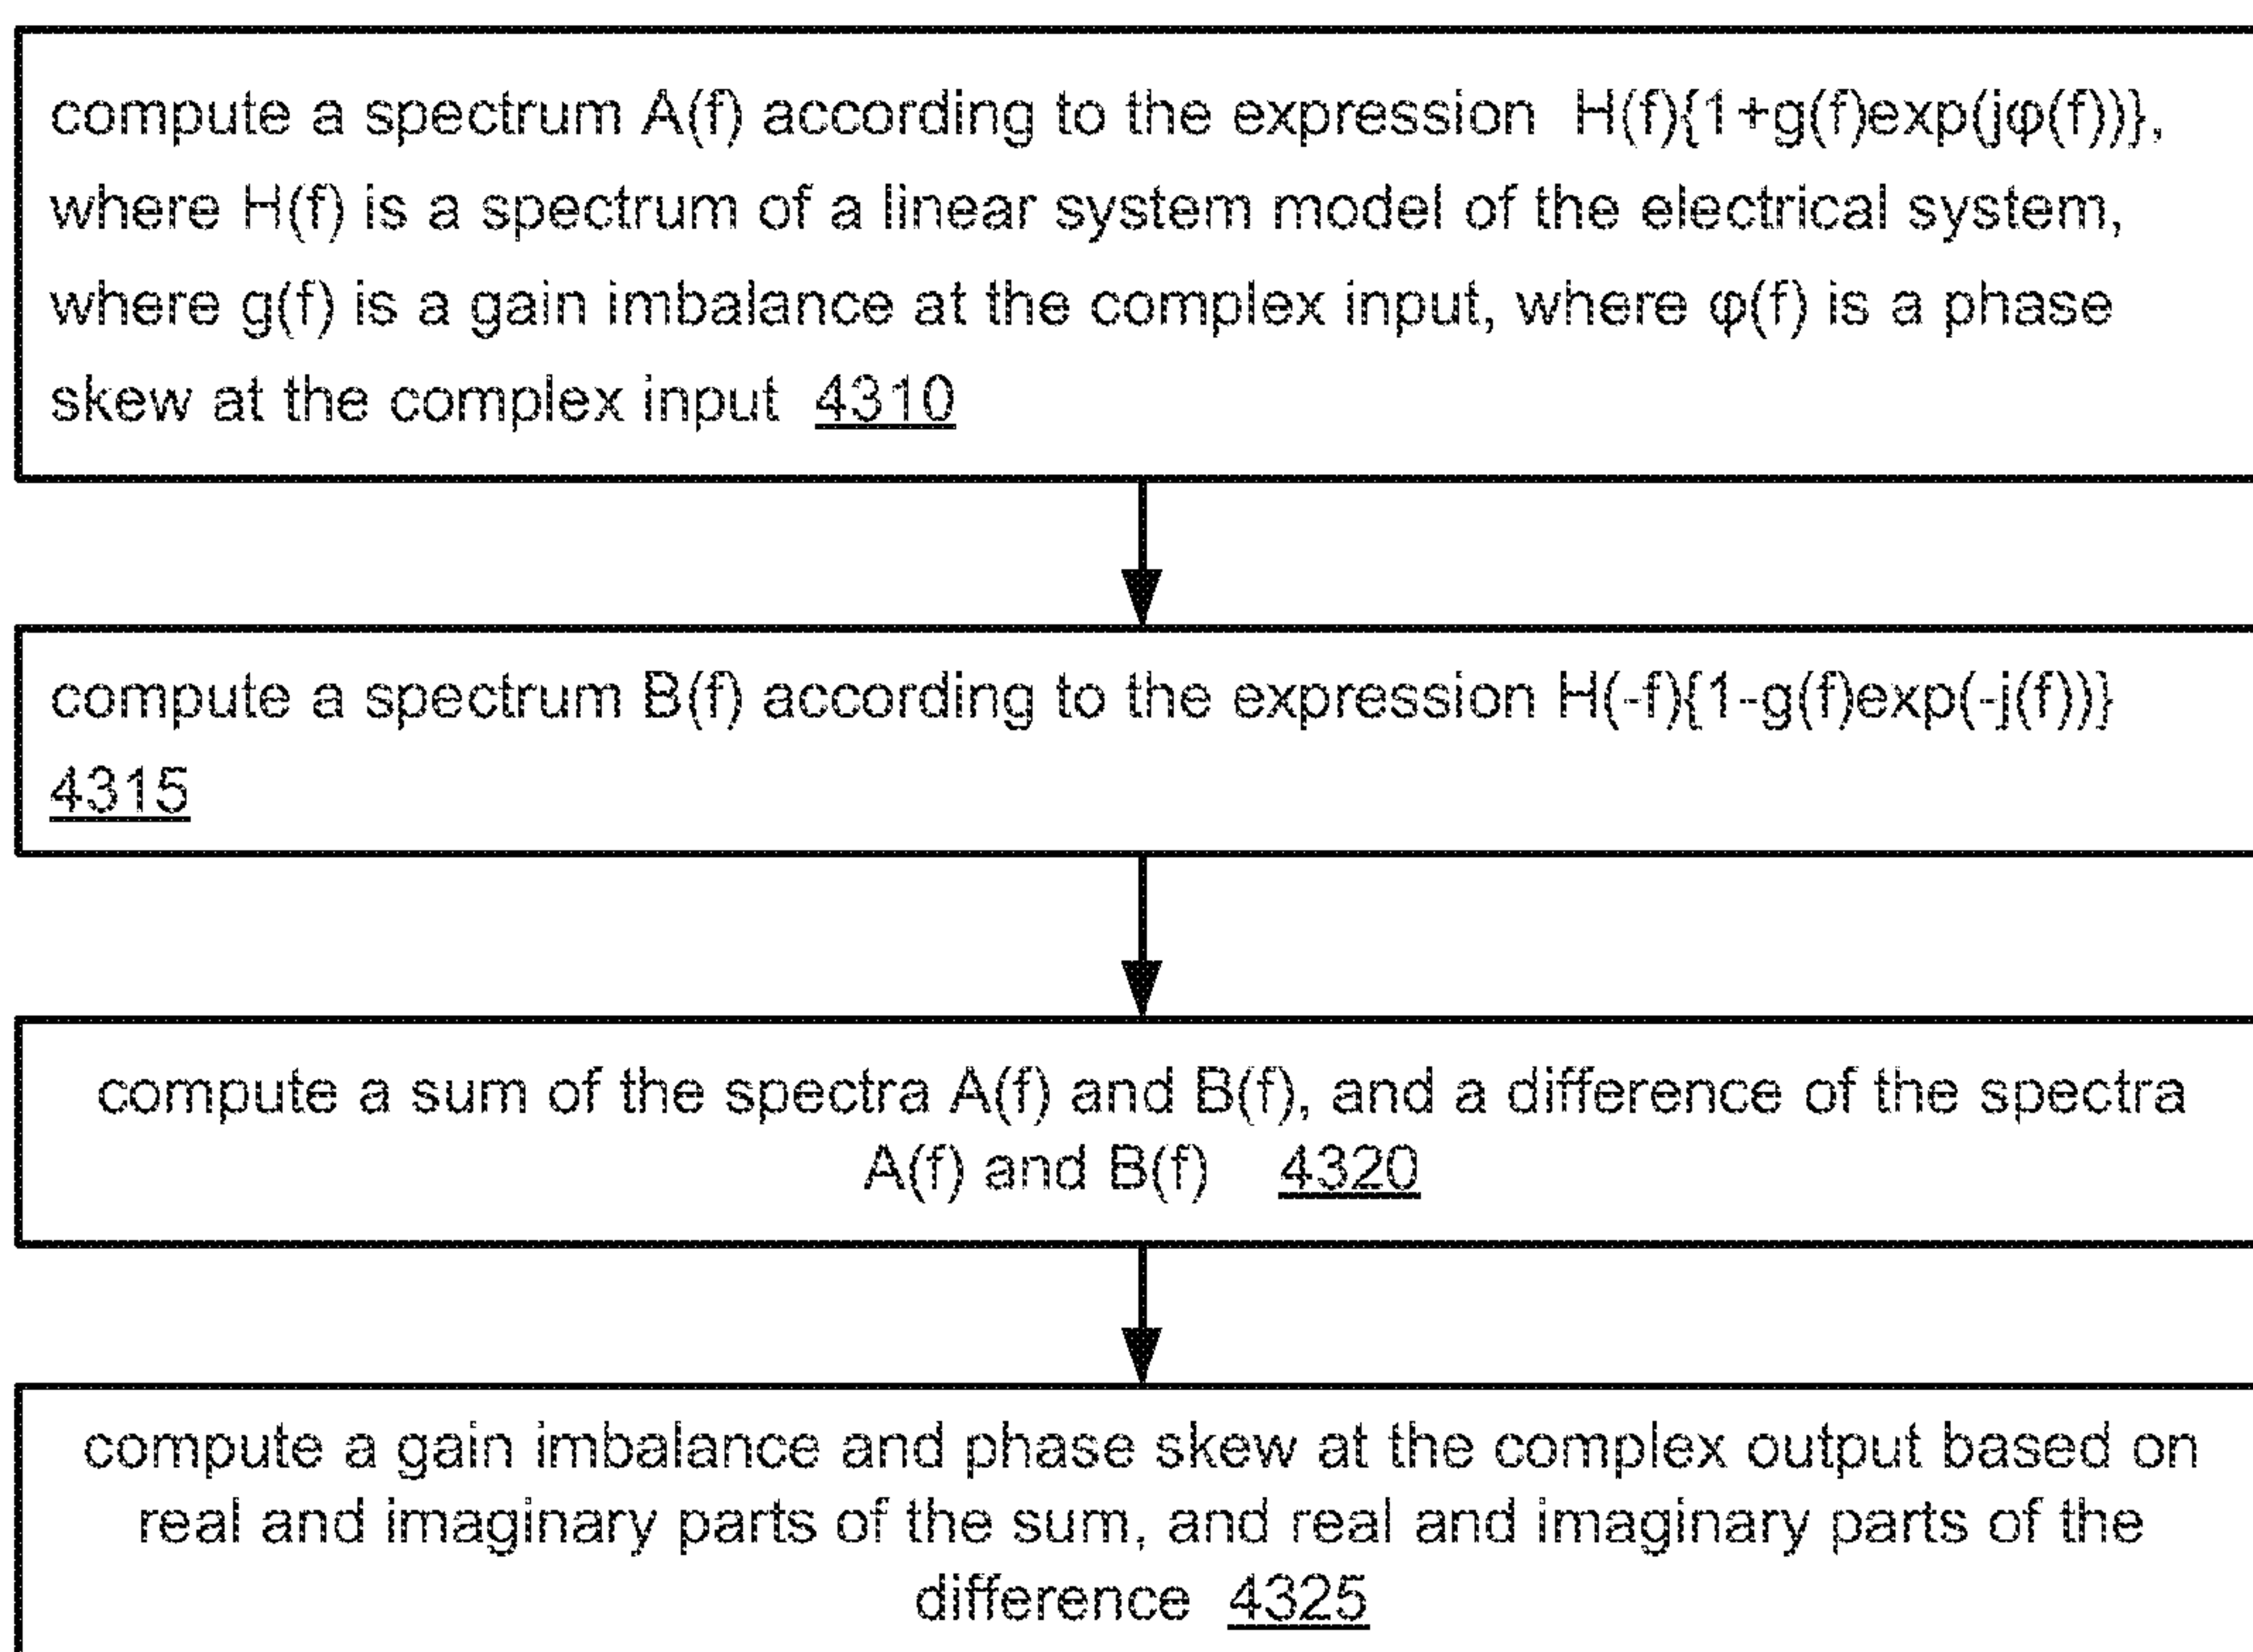 compute a spectrum A(f) according to the expression H(f){1+g(f)exp(jφ(f))},
where H(f) is a spectrum of a linear system model of the electrical system,
where g(f) is a gain imbalance at the complex input, where φ(f) is a phase
skew at the complex input 4310
compute a spectrum B(f) according to the expression H(-f){1-g(f)exp(-j(f))}
4315
compute a sum of the spectra A(f) and B(f), and a difference of the spectra
A(f) and B(f) 4320
compute a gain imbalance and phase skew at the complex output based on
real and imaginary parts of the sum, and real and imaginary parts of the
difference 4325